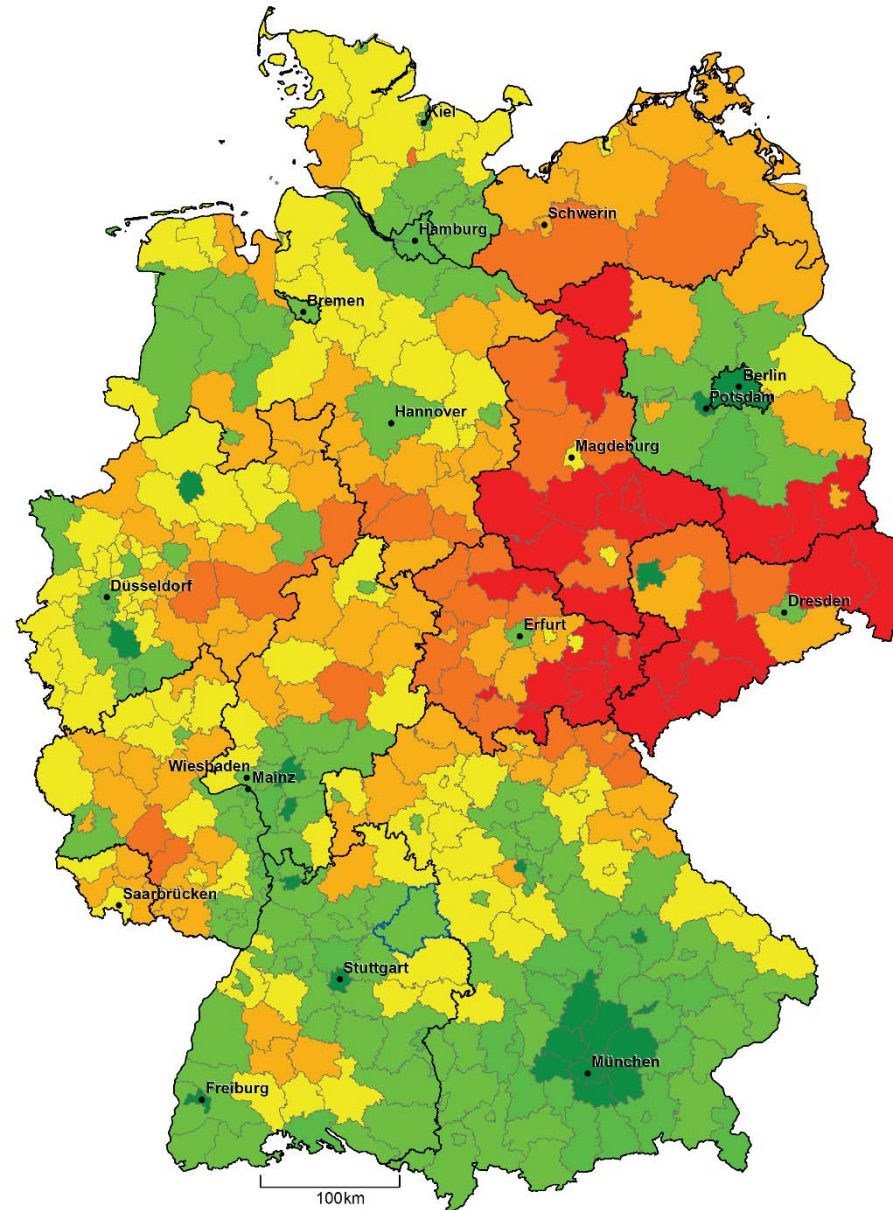 Kiel
Schwerin
Hamburg
Bremen
Berlin
Potsdam
Hannover
Magdeburg
Düsseldorf
Dresden
Erfurt
Wiesbaden
Mainz
Saarbrücken
Stuttgart
München
Freiburg
100km